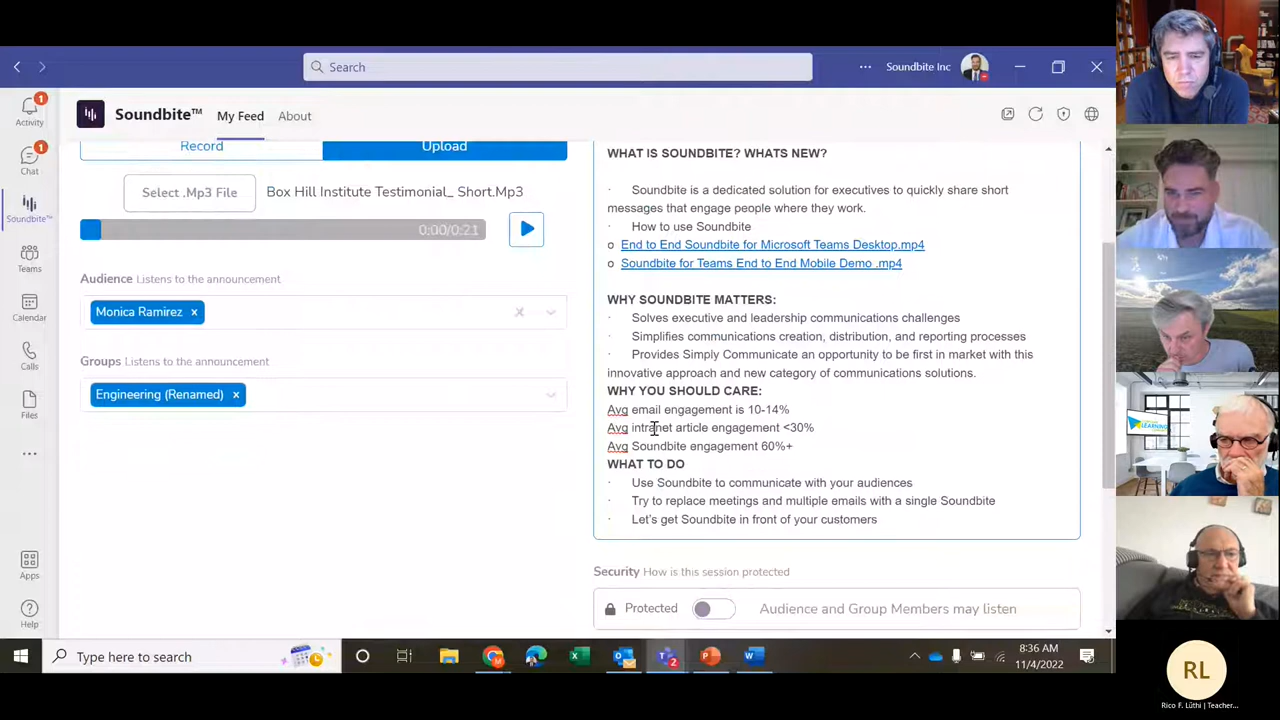 Search
Soundbite Inc
1
Activity
Soundbite™
My Feed
About
1
Chat
Soundbite™
Teams
Calendar
Calls
Files
Apps
Help
Record
Upload
Select .Mp3 File
Box Hill Institute Testimonial_ Short.Mp3
0:00/0:21
Audience Listens to the announcement
Monica Ramirez ×
Groups Listens to the announcement
Engineering (Renamed) ×
WHAT IS SOUNDBITE? WHATS NEW?
· Soundbite is a dedicated solution for executives to quickly share short
messages that engage people where they work.
· How to use Soundbite
o End to End Soundbite for Microsoft Teams Desktop.mp4
o Soundbite for Teams End to End Mobile Demo .mp4
WHY SOUNDBITE MATTERS:
· Solves executive and leadership communications challenges
· Simplifies communications creation, distribution, and reporting processes
· Provides Simply Communicate an opportunity to be first in market with this
innovative approach and new category of communications solutions.
WHY YOU SHOULD CARE:
Avg email engagement is 10-14%
Avg intranet article engagement <30%
Avg Soundbite engagement 60%+
WHAT TO DO
· Use Soundbite to communicate with your audiences
· Try to replace meetings and multiple emails with a single Soundbite
· Let's get Soundbite in front of your customers
Security How is this session protected
Protected
Audience and Group Members may listen
Type here to search
8:36 AM
11/4/2022
LEARNING
RL
Rico F. Lüthi | Teacher...